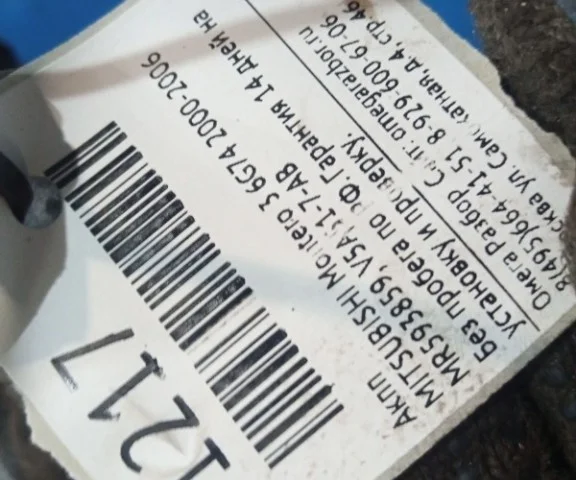 Акпп
MITSUBISHI Montero 3 6G74 2000-2006
MR593859, V5A51-7-AB
Без пробега по РФ. Гарантия 14 дней на
установку и проверку.
Омега Разбор Сайт: omegarazbor.ru
8(495)664-41-51 8-929-600-67-06
ул. Самокатная, д.4, стр.46
1217